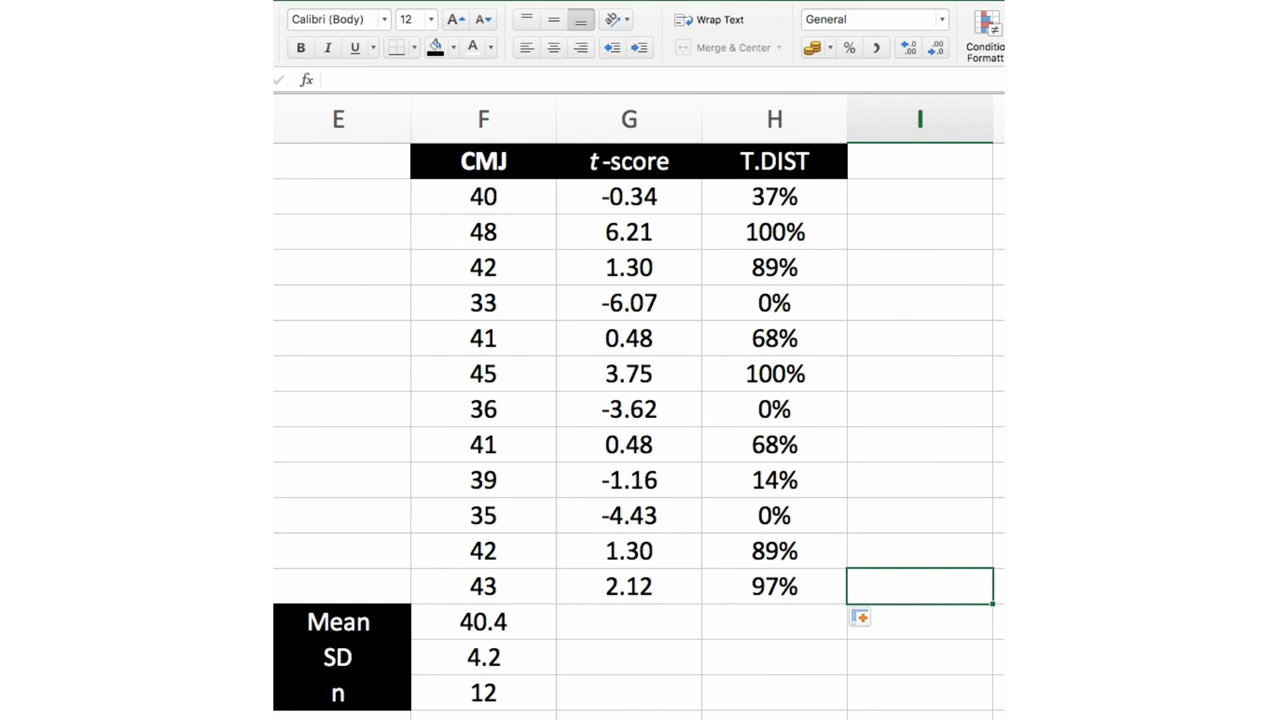 Calibri (Body) 12 A A Wrap Text General
B I U A Merge & Center % Conditio
Formatt
fx
E F G H I
CMJ t-score T.DIST
40 -0.34 37%
48 6.21 100%
42 1.30 89%
33 -6.07 0%
41 0.48 68%
45 3.75 100%
36 -3.62 0%
41 0.48 68%
39 -1.16 14%
35 -4.43 0%
42 1.30 89%
43 2.12 97%
Mean 40.4
SD 4.2
n 12